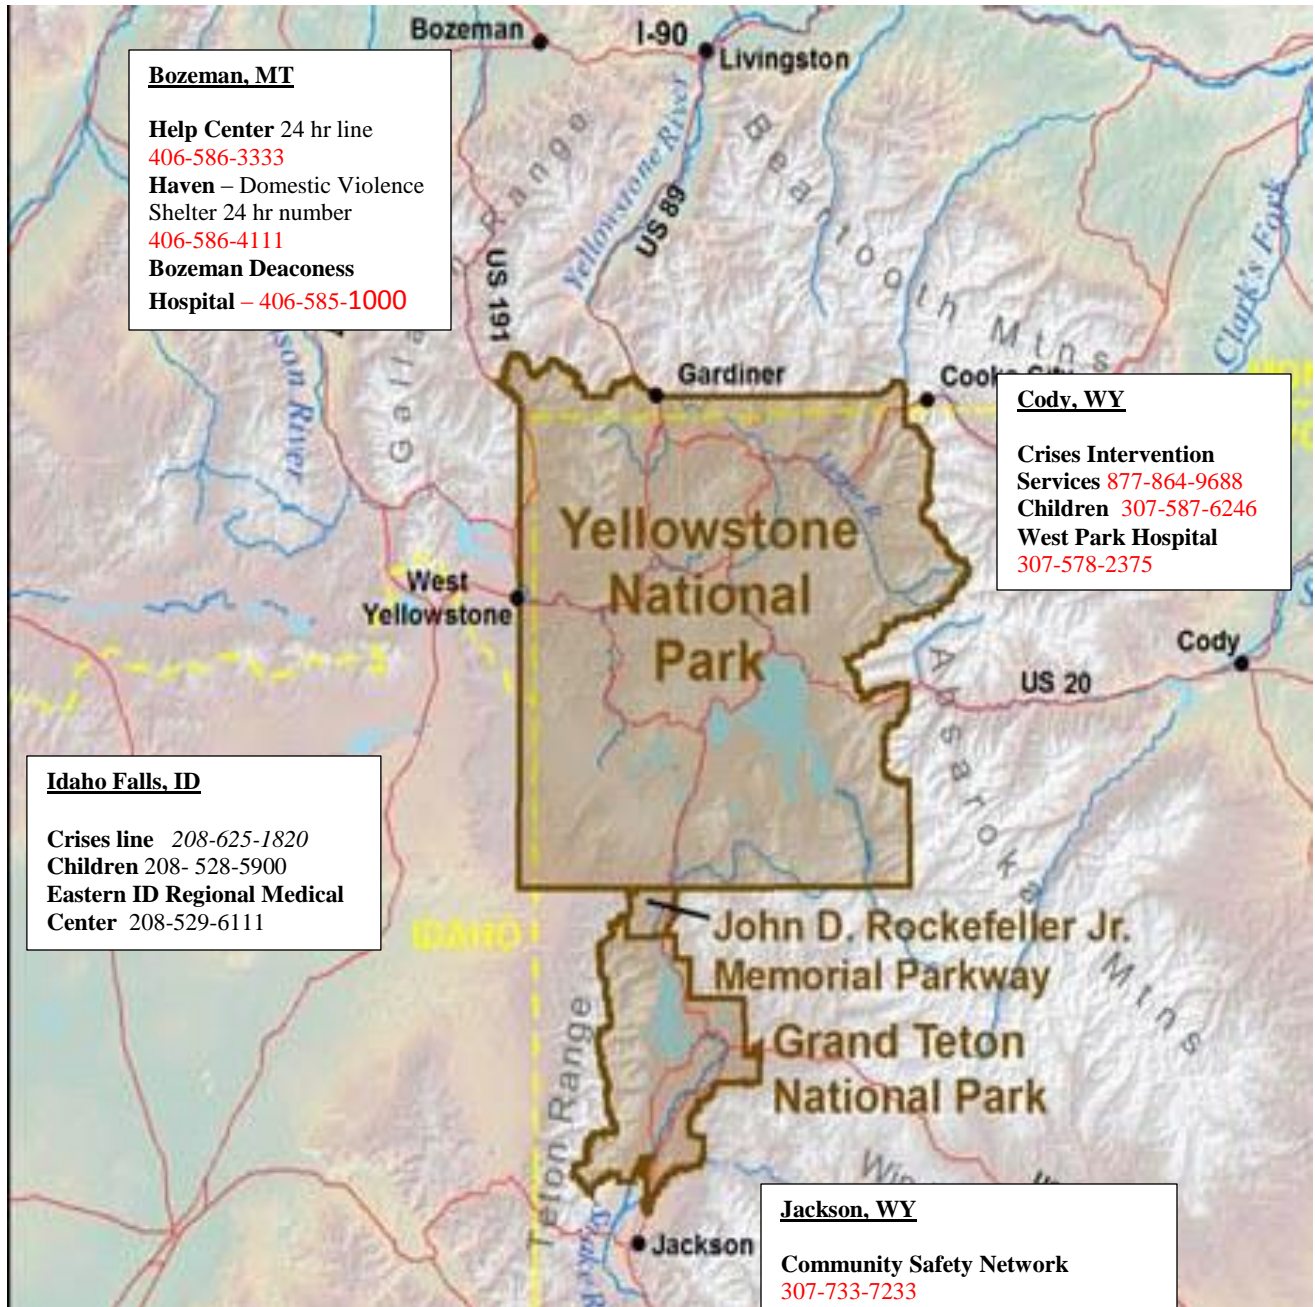 Bozeman
I-90
Livingston
Bozeman, MT
Help Center 24 hr line
406-586-3333
Haven – Domestic Violence
Shelter 24 hr number
406-586-4111
Bozeman Deaconess
Hospital – 406-585-1000
Yellowstone River
US 89
US 191
Range
Beartooth Mtns
Clark's Fork
Gardiner
Cooke City
Cody, WY
Crises Intervention
Services 877-864-9688
Children 307-587-6246
West Park Hospital
307-578-2375
River
Yellowstone
National
Park
West
Yellowstone
Cody
US 20
Absaroka Mtns
Idaho Falls, ID
Crises line 208-625-1820
Children 208- 528-5900
Eastern ID Regional Medical
Center 208-529-6111
IDAHO
John D. Rockefeller Jr.
Memorial Parkway
Grand Teton
National Park
Teton Range
Jackson
Jackson, WY
Community Safety Network
307-733-7233